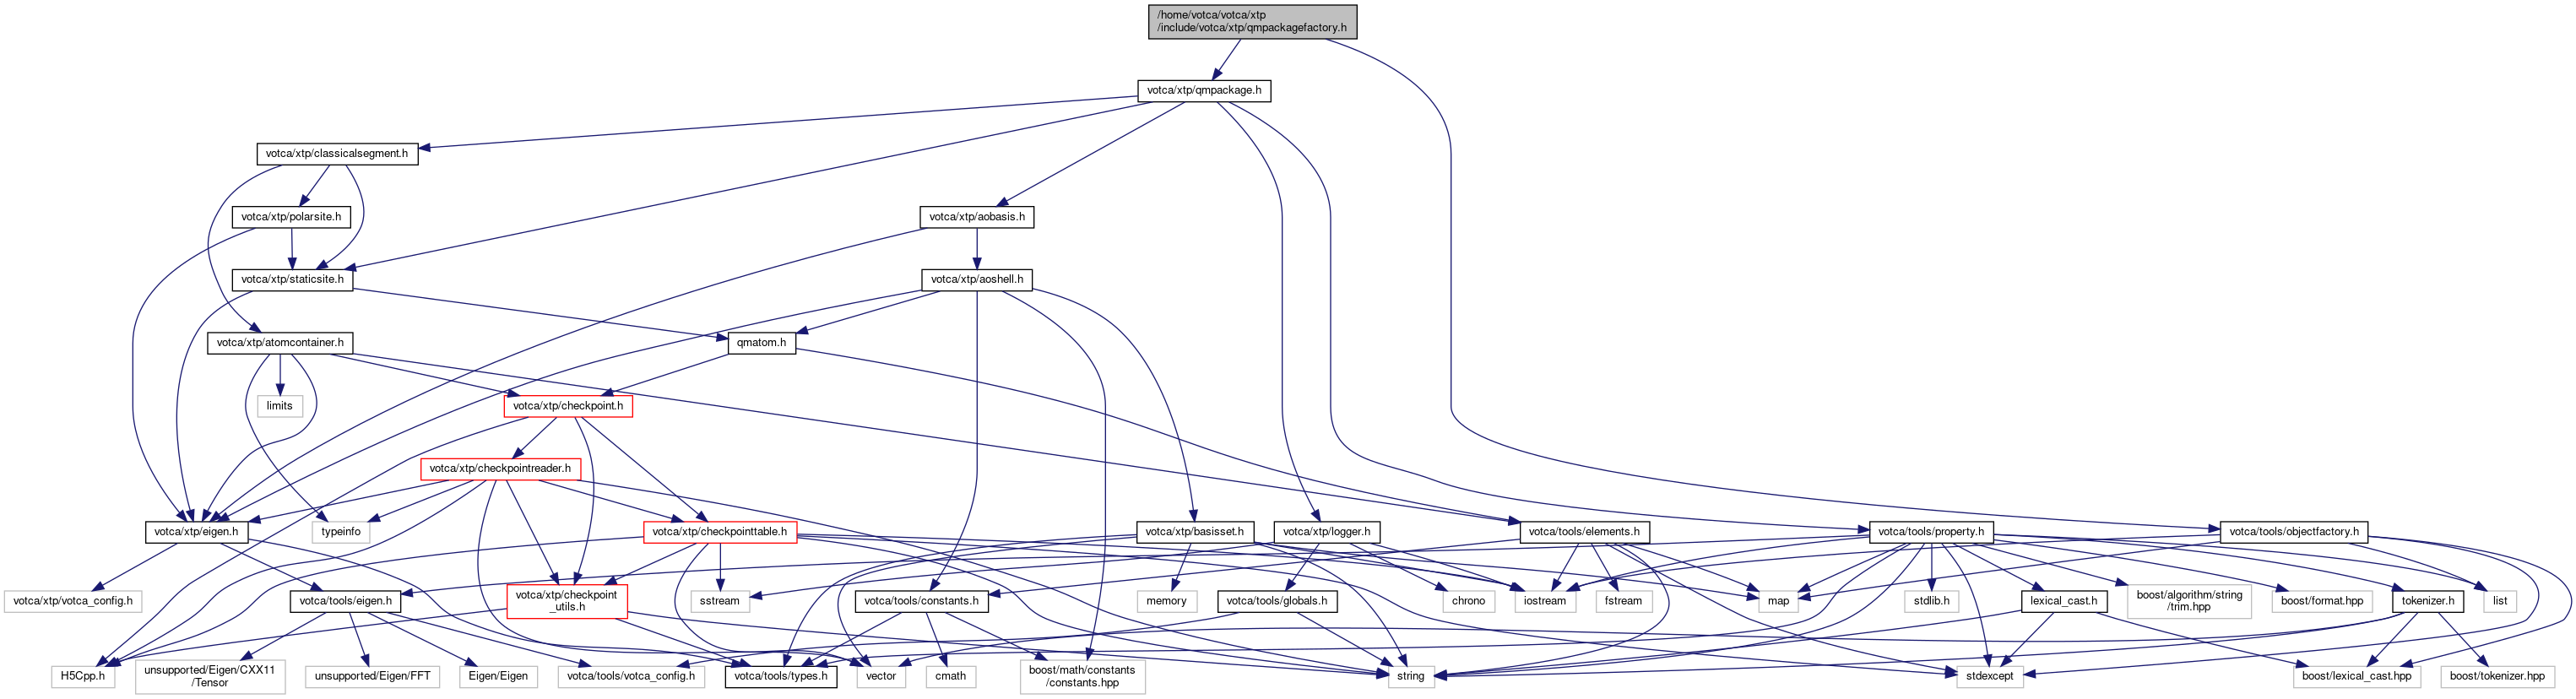 /home/votca/votca/xtp
/include/votca/xtp/qmpackagefactory.h
votca/xtp/qmpackage.h
votca/xtp/classicalsegment.h
votca/xtp/polarsite.h
votca/xtp/aobasis.h
votca/xtp/staticsite.h
votca/xtp/aoshell.h
votca/xtp/atomcontainer.h
qmatom.h
limits
votca/xtp/checkpoint.h
votca/xtp/checkpointreader.h
votca/xtp/eigen.h
typeinfo
votca/xtp/checkpointtable.h
votca/xtp/basisset.h
votca/xtp/logger.h
votca/tools/elements.h
votca/tools/property.h
votca/tools/objectfactory.h
votca/xtp/votca_config.h
votca/tools/eigen.h
votca/xtp/checkpoint
_utils.h
sstream
votca/tools/constants.h
memory
votca/tools/globals.h
chrono
iostream
fstream
map
stdlib.h
lexical_cast.h
boost/algorithm/string
/trim.hpp
boost/format.hpp
tokenizer.h
list
H5Cpp.h
unsupported/Eigen/CXX11
/Tensor
unsupported/Eigen/FFT
Eigen/Eigen
votca/tools/votca_config.h
votca/tools/types.h
vector
cmath
boost/math/constants
/constants.hpp
string
stdexcept
boost/lexical_cast.hpp
boost/tokenizer.hpp